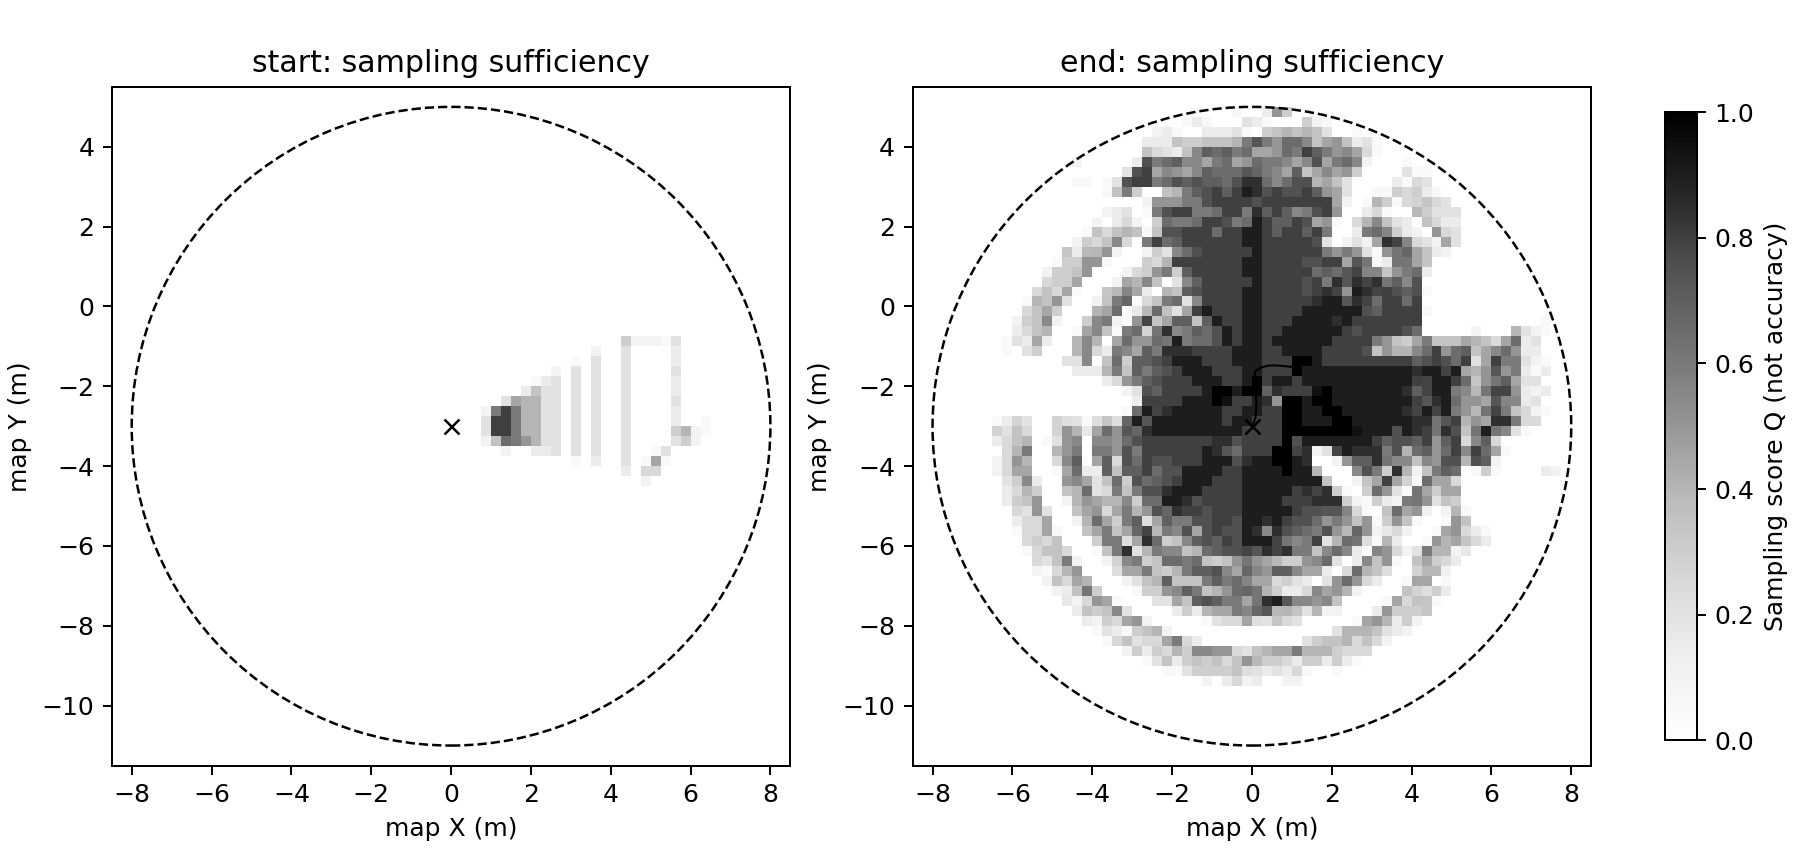 start: sampling sufficiency
end: sampling sufficiency
map Y (m)
4
2
0
−2
−4
−6
−8
−10
−8 −6 −4 −2 0 2 4 6 8
map X (m)
map Y (m)
4
2
0
−2
−4
−6
−8
−10
−8 −6 −4 −2 0 2 4 6 8
map X (m)
1.0
0.8
0.6
0.4
0.2
0.0
Sampling score Q (not accuracy)